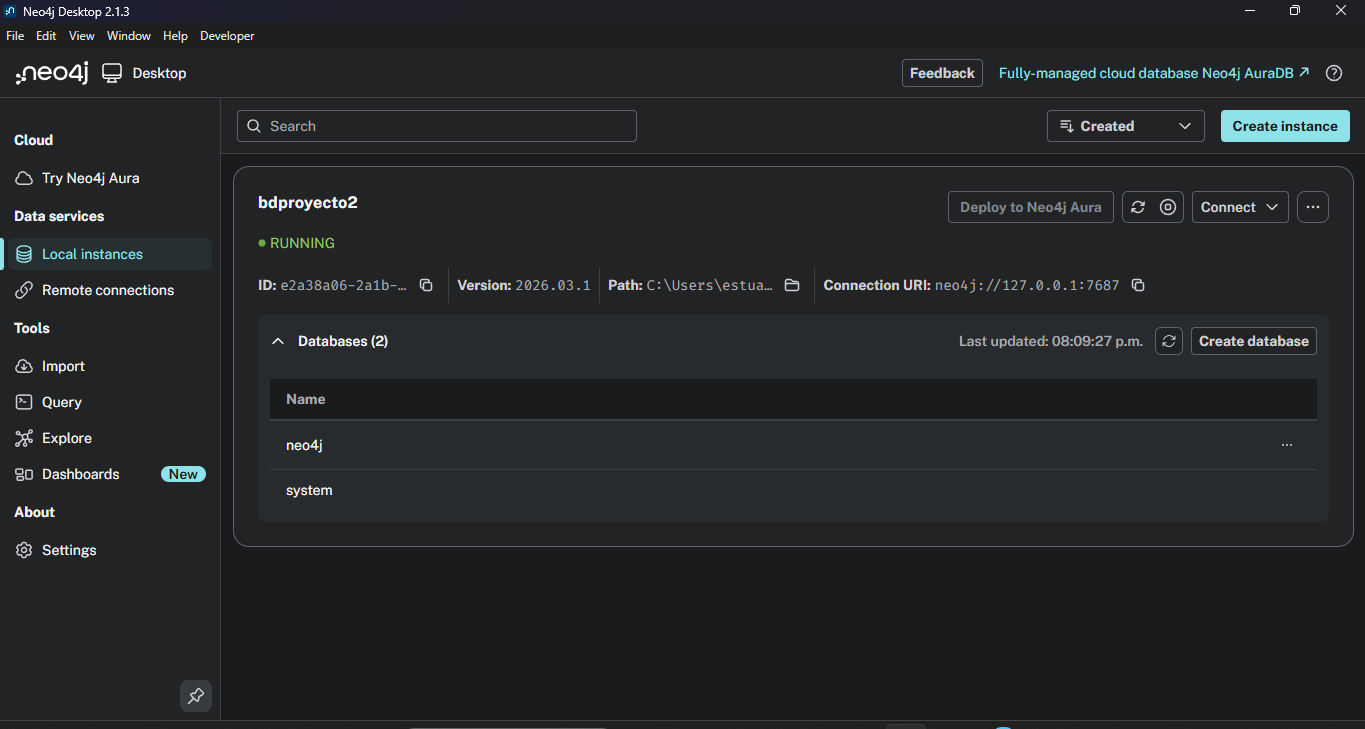 Neo4j Desktop 2.1.3
File Edit View Window Help Developer
neo4j Desktop Feedback Fully-managed cloud database Neo4j AuraDB
Cloud
Try Neo4j Aura
Data services
Local instances
Remote connections
Tools
Import
Query
Explore
Dashboards New
About
Settings
Search Created Create instance
bdproyecto2 Deploy to Neo4j Aura Connect ...
RUNNING
ID: e2a38a06-2a1b-… Version: 2026.03.1 Path: C:\Users\estua… Connection URI: neo4j://127.0.0.1:7687
Databases (2) Last updated: 08:09:27 p.m. Create database
Name
neo4j ...
system